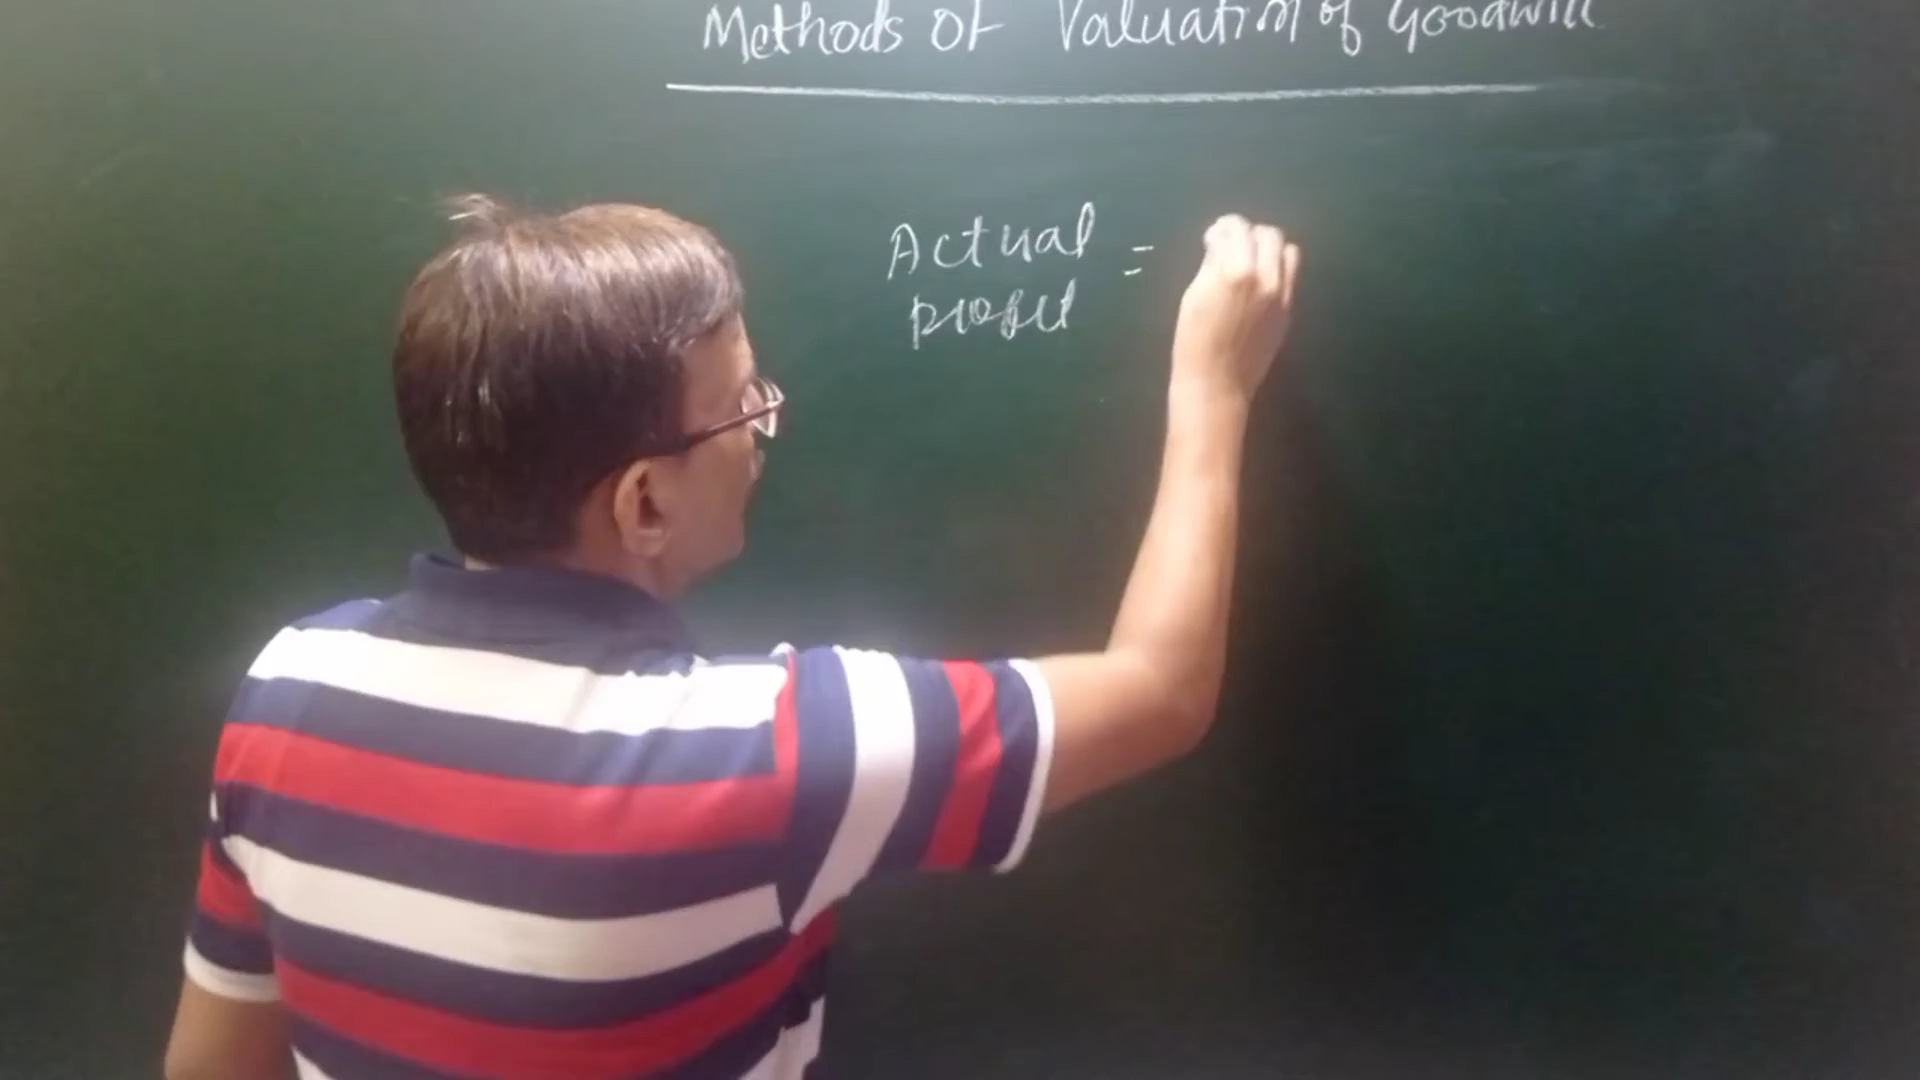 Methods of Valuation of Goodwill
Actual =
profit